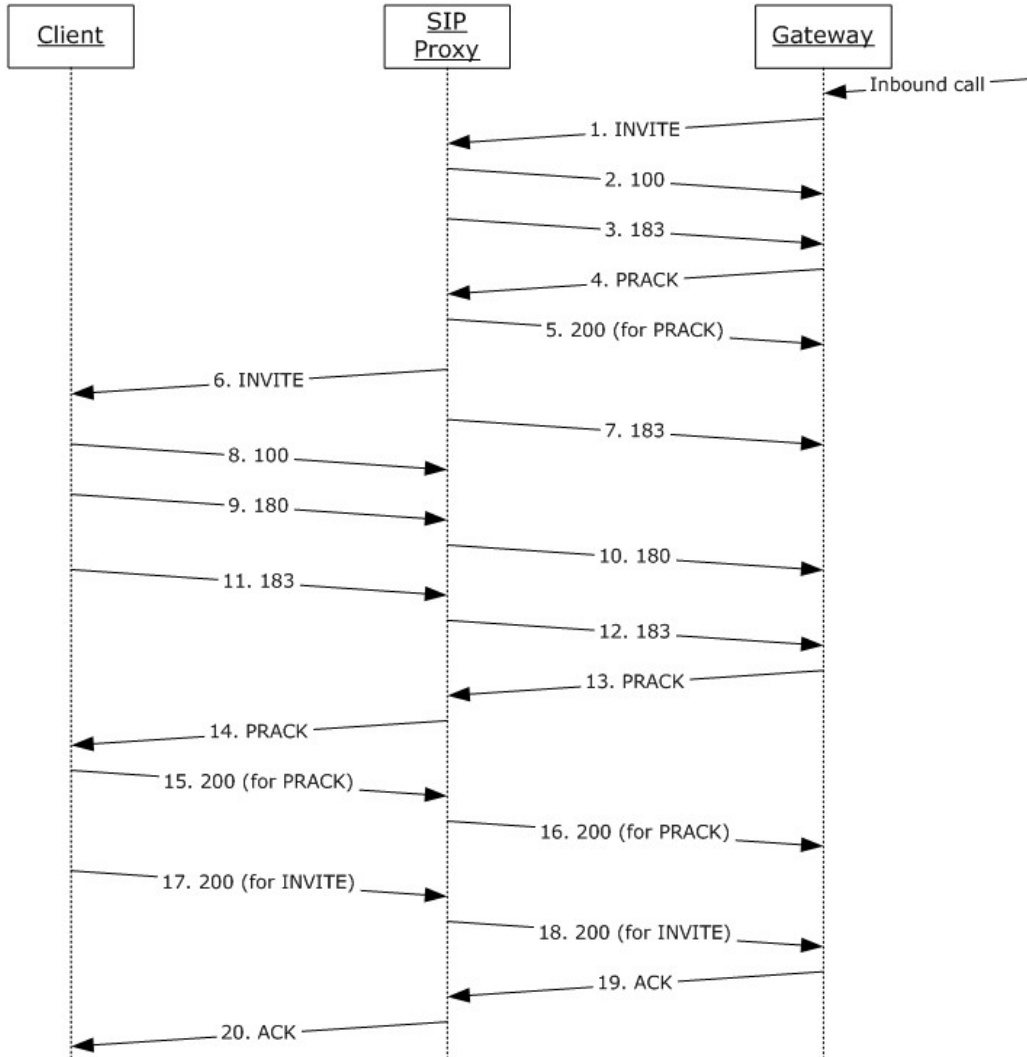 Client
SIP
Proxy
Gateway
Inbound call
1. INVITE
2. 100
3. 183
4. PRACK
5. 200 (for PRACK)
6. INVITE
7. 183
8. 100
9. 180
10. 180
11. 183
12. 183
13. PRACK
14. PRACK
15. 200 (for PRACK)
16. 200 (for PRACK)
17. 200 (for INVITE)
18. 200 (for INVITE)
19. ACK
20. ACK